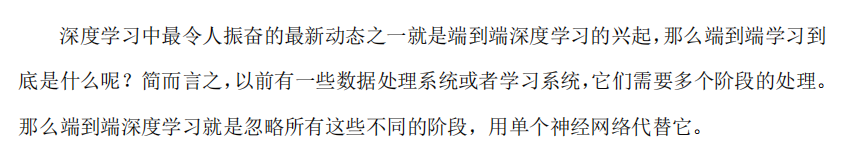 深度学习中最令人振奋的最新动态之一就是端到端深度学习的兴起,那么端到端学习到
底是什么呢？简而言之,以前有一些数据处理系统或者学习系统,它们需要多个阶段的处理。
那么端到端深度学习就是忽略所有这些不同的阶段，用单个神经网络代替它。